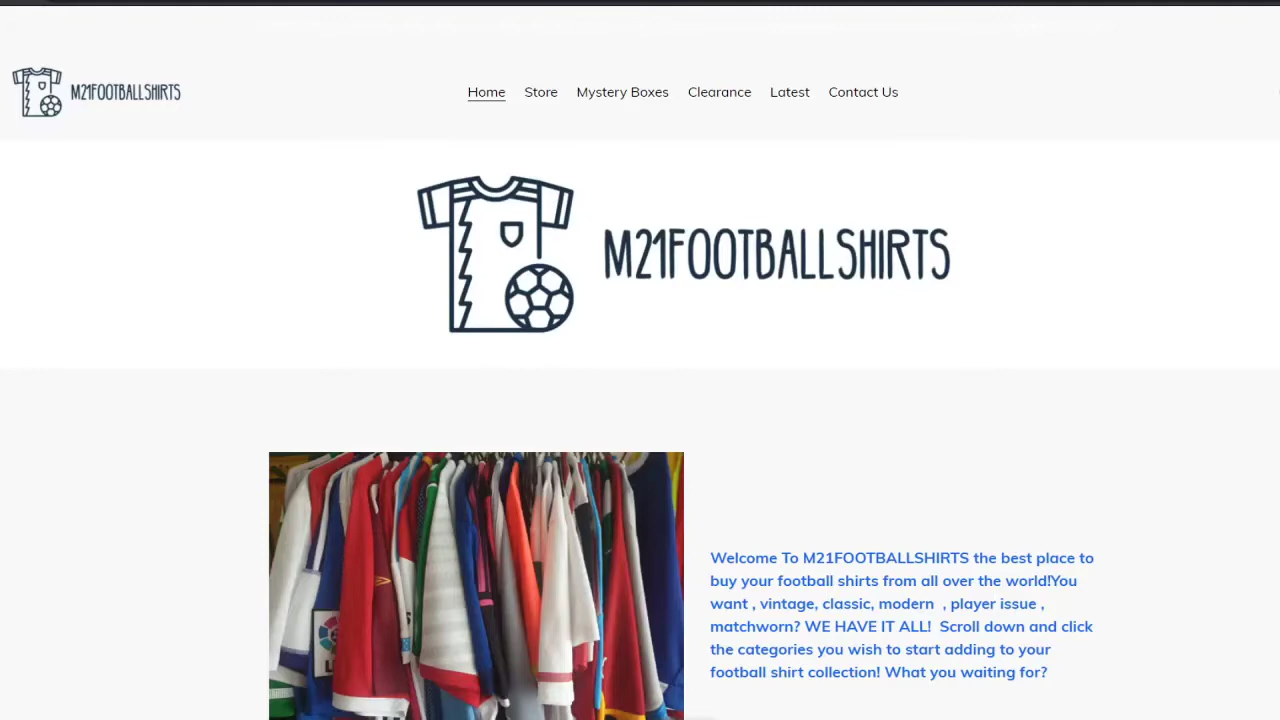 M21FOOTBALLSHIRTS
Home Store Mystery Boxes Clearance Latest Contact Us
M21FOOTBALLSHIRTS
Welcome To M21FOOTBALLSHIRTS the best place to
buy your football shirts from all over the world!You
want , vintage, classic, modern  , player issue ,
matchworn? WE HAVE IT ALL!  Scroll down and click
the categories you wish to start adding to your
football shirt collection! What you waiting for?